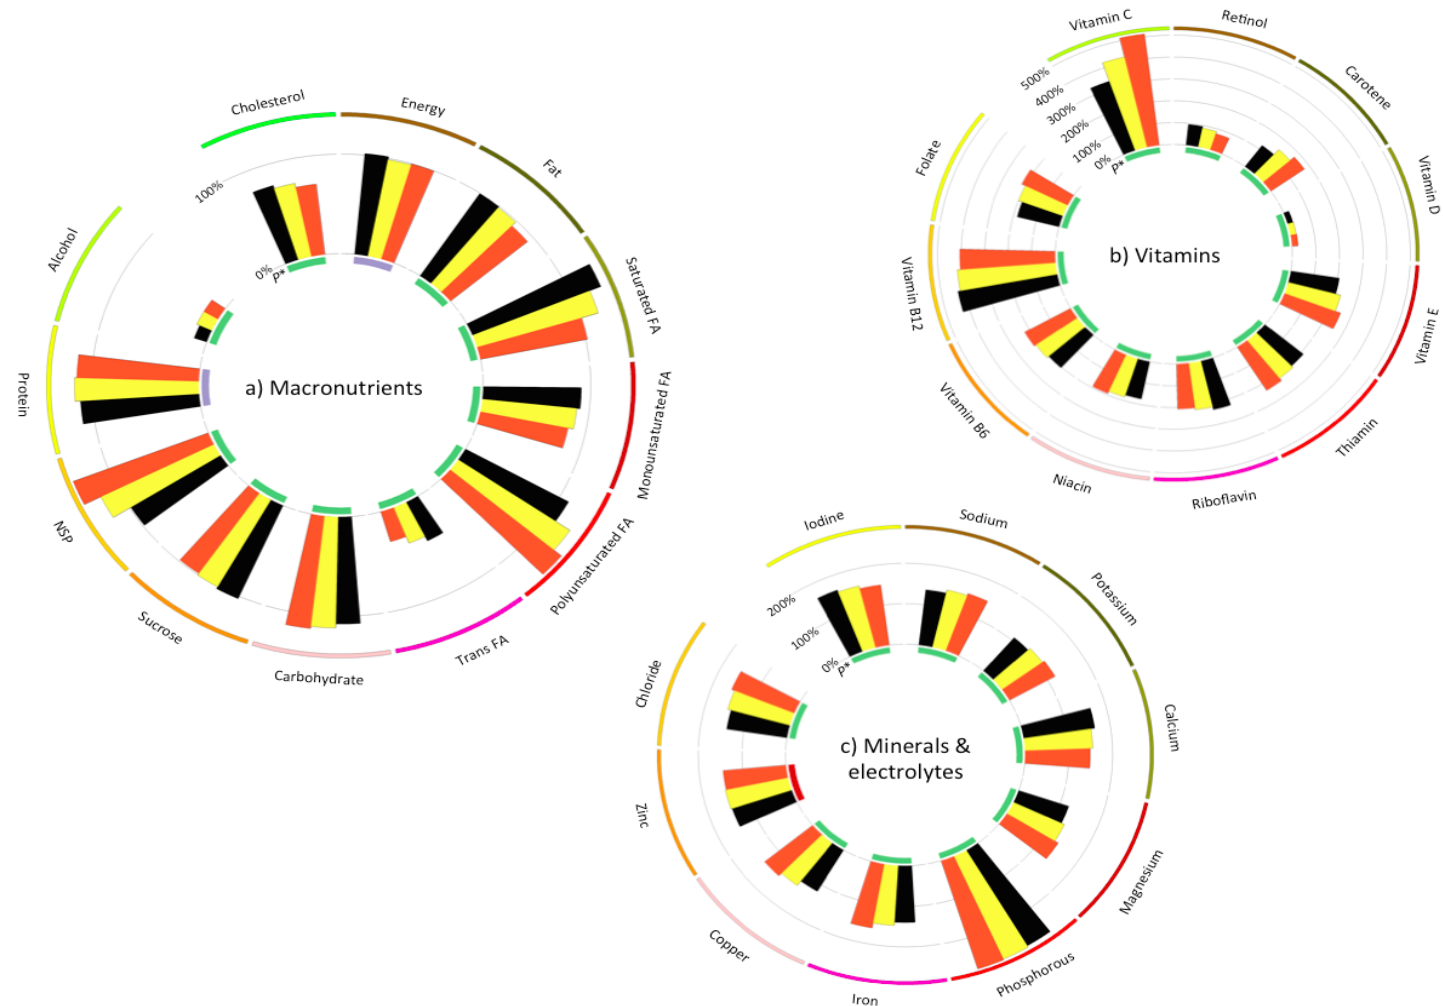 Cholesterol
Energy
Fat
Saturated FA
Monounsaturated FA
Polyunsaturated FA
Trans FA
Carbohydrate
Sucrose
NSP
Protein
Alcohol
100%
0%
P*
a) Macronutrients
Vitamin C
Retinol
Carotene
Vitamin D
Vitamin E
Thiamin
Riboflavin
Niacin
Vitamin B6
Vitamin B12
Folate
500%
400%
300%
200%
100%
0%
P*
b) Vitamins
Iodine
Sodium
Potassium
Calcium
Magnesium
Phosphorous
Iron
Copper
Zinc
Chloride
200%
100%
0%
P*
c) Minerals &
electrolytes